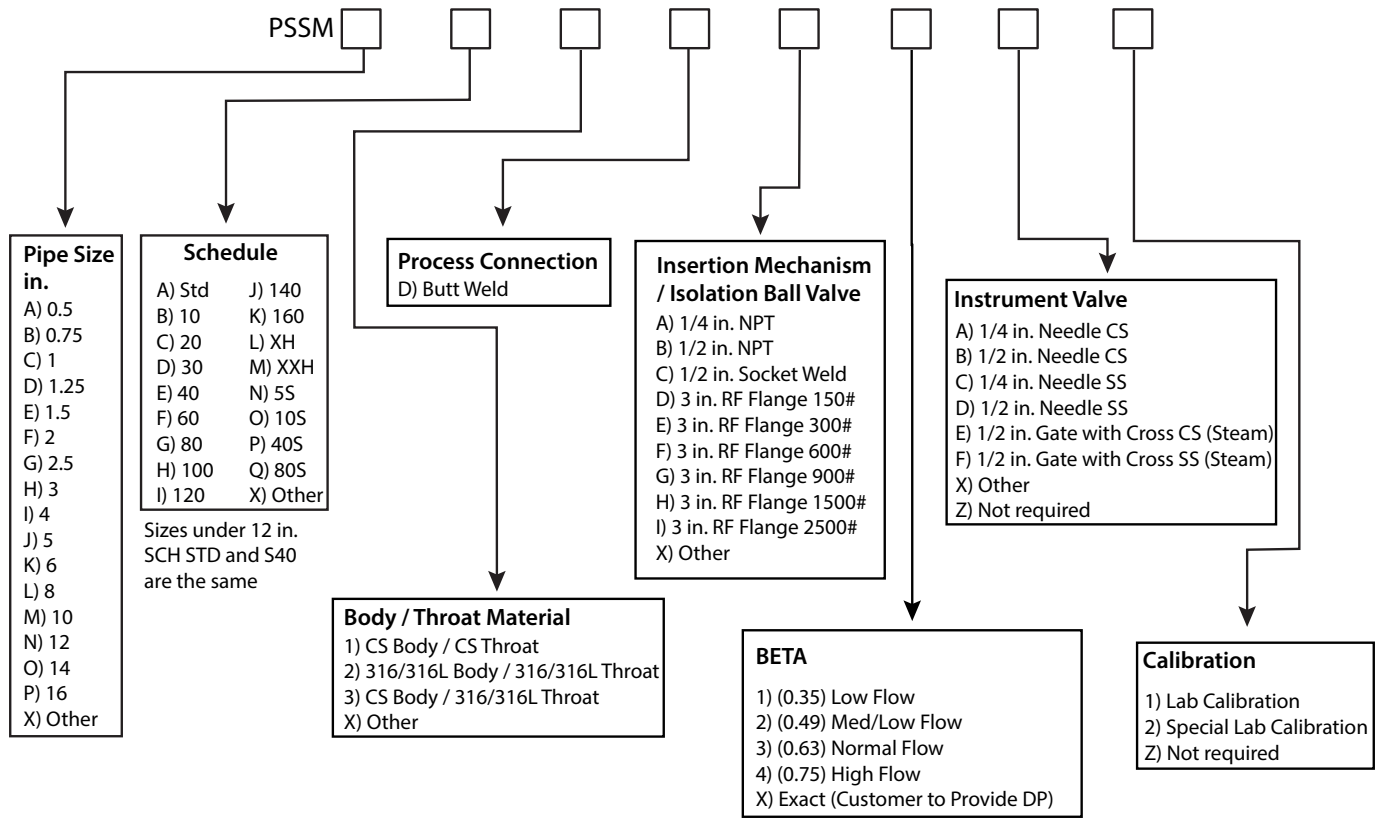 PSSM
Pipe Size
in.
A) 0.5
B) 0.75
C) 1
D) 1.25
E) 1.5
F) 2
G) 2.5
H) 3
I) 4
J) 5
K) 6
L) 8
M) 10
N) 12
O) 14
P) 16
X) Other
Schedule
A) Std
B) 10
C) 20
D) 30
E) 40
F) 60
G) 80
H) 100
I) 120
J) 140
K) 160
L) XH
M) XXH
N) 5S
O) 10S
P) 40S
Q) 80S
X) Other
Sizes under 12 in.
SCH STD and S40
are the same
Body / Throat Material
1) CS Body / CS Throat
2) 316/316L Body / 316/316L Throat
3) CS Body / 316/316L Throat
X) Other
Process Connection
D) Butt Weld
Insertion Mechanism
/ Isolation Ball Valve
A) 1/4 in. NPT
B) 1/2 in. NPT
C) 1/2 in. Socket Weld
D) 3 in. RF Flange 150#
E) 3 in. RF Flange 300#
F) 3 in. RF Flange 600#
G) 3 in. RF Flange 900#
H) 3 in. RF Flange 1500#
I) 3 in. RF Flange 2500#
X) Other
BETA
1) (0.35) Low Flow
2) (0.49) Med/Low Flow
3) (0.63) Normal Flow
4) (0.75) High Flow
X) Exact (Customer to Provide DP)
Instrument Valve
A) 1/4 in. Needle CS
B) 1/2 in. Needle CS
C) 1/4 in. Needle SS
D) 1/2 in. Needle SS
E) 1/2 in. Gate with Cross CS (Steam)
F) 1/2 in. Gate with Cross SS (Steam)
X) Other
Z) Not required
Calibration
1) Lab Calibration
2) Special Lab Calibration
Z) Not required